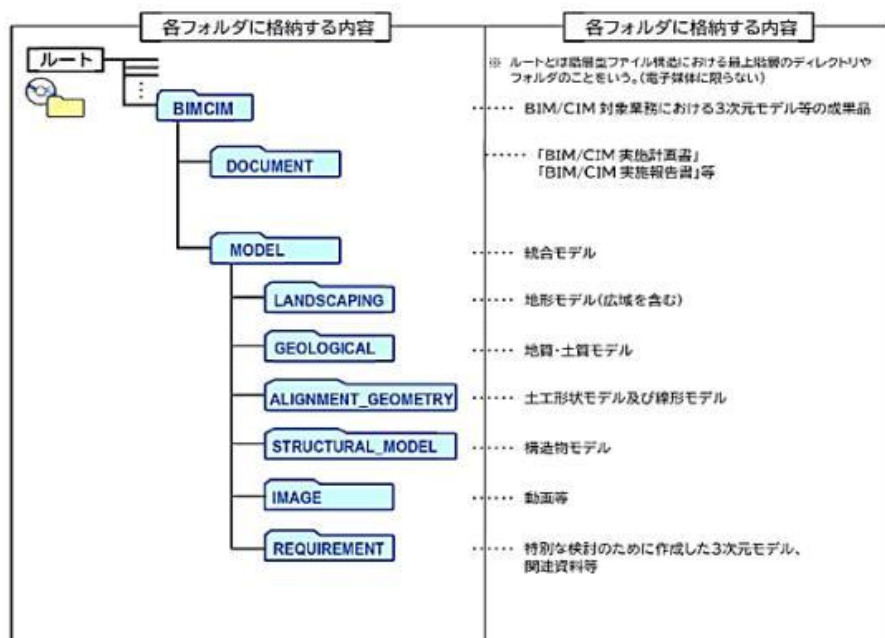 各フォルダに格納する内容
各フォルダに格納する内容
ルート
※ ルートとは階層型ファイル構造における最上階層のディレクトリや
フォルダのことをいう。(電子媒体に限らない)
BIMCIM
BIM/CIM 対象業務における3次元モデル等の成果品
DOCUMENT
「BIM/CIM 実施計画書」
「BIM/CIM 実施報告書」等
MODEL
統合モデル
LANDSCAPING
地形モデル(広域を含む)
GEOLOGICAL
地質・土質モデル
ALIGNMENT_GEOMETRY
土工形状モデル及び線形モデル
STRUCTURAL_MODEL
構造物モデル
IMAGE
動画等
REQUIREMENT
特別な検討のために作成した3次元モデル、
関連資料等